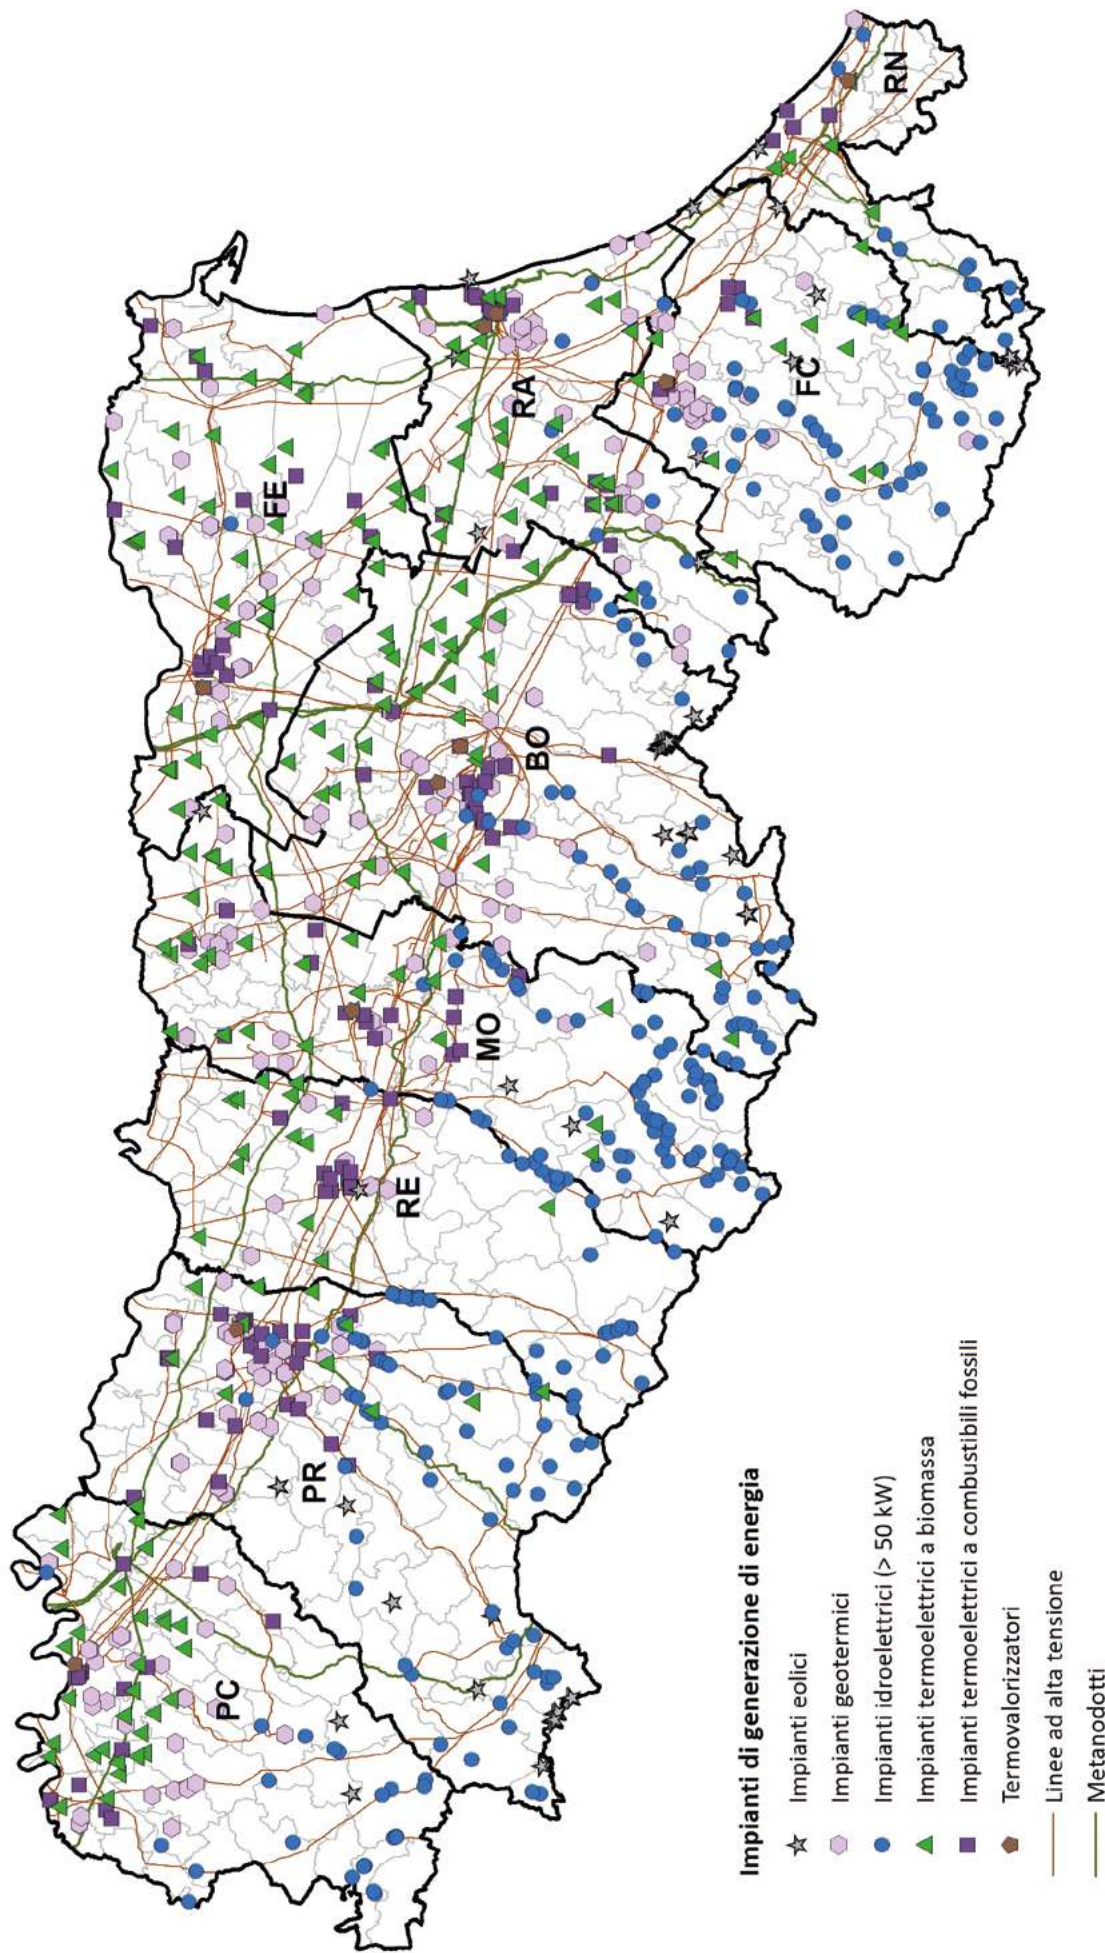 PC
PR
RE
MO
BO
FE
RA
FC
RN
Impianti di generazione di energia
Impianti eolici
Impianti geotermici
Impianti idroelettrici (> 50 kW)
Impianti termoelettrici a biomassa
Impianti termoelettrici a combustibili fossili
Termovalorizzatori
Linee ad alta tensione
Metanodotti